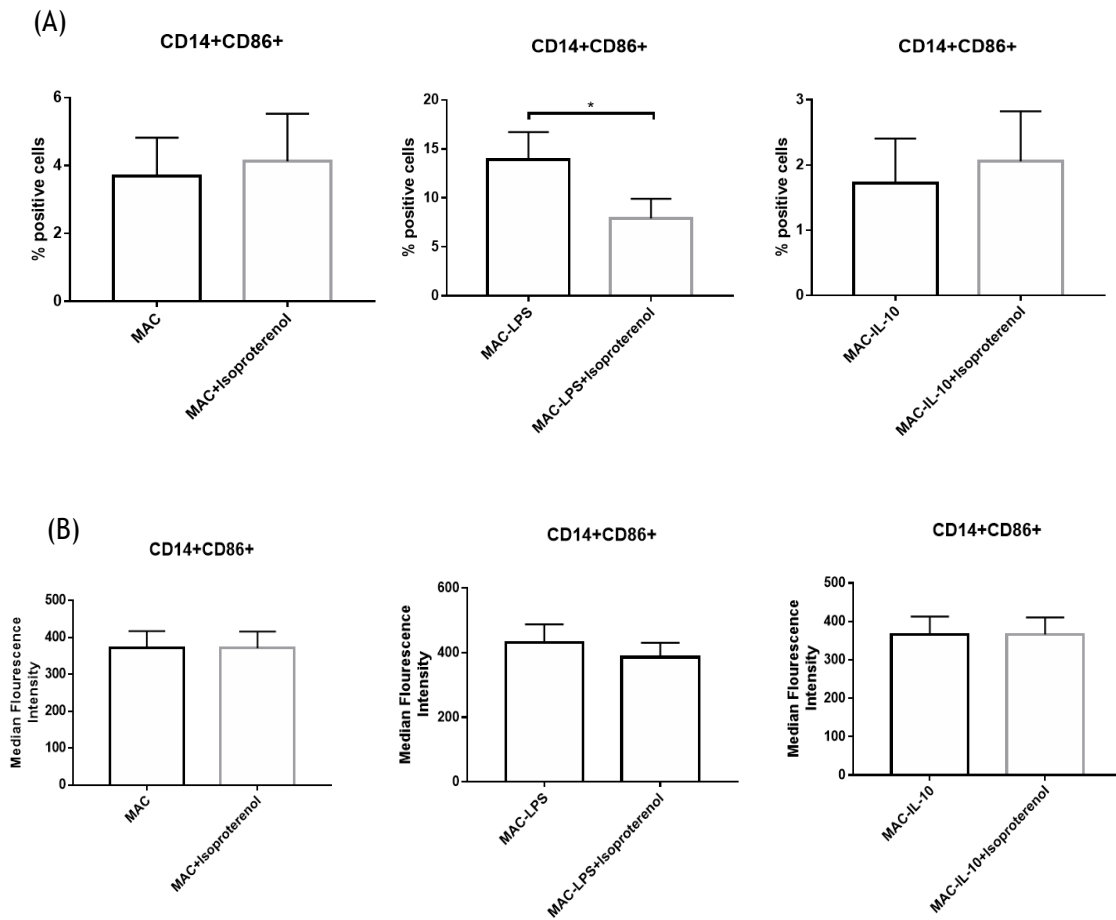 (A)
CD14+CD86+
% positive cells
6
4
2
0
MAC
MAC+Isoproterenol
CD14+CD86+
% positive cells
20
15
10
5
0
*
MAC-LPS
MAC-LPS+Isoproterenol
CD14+CD86+
% positive cells
3
2
1
0
MAC-IL-10
MAC-IL-10+Isoproterenol
(B)
CD14+CD86+
Median Flourescence
Intensity
500
400
300
200
100
0
MAC
MAC+Isoproterenol
CD14+CD86+
Median Flourescence
Intensity
600
400
200
0
MAC-LPS
MAC-LPS+Isoproterenol
CD14+CD86+
Median Flourescence
Intensity
500
400
300
200
100
0
MAC-IL-10
MAC-IL-10+Isoproterenol